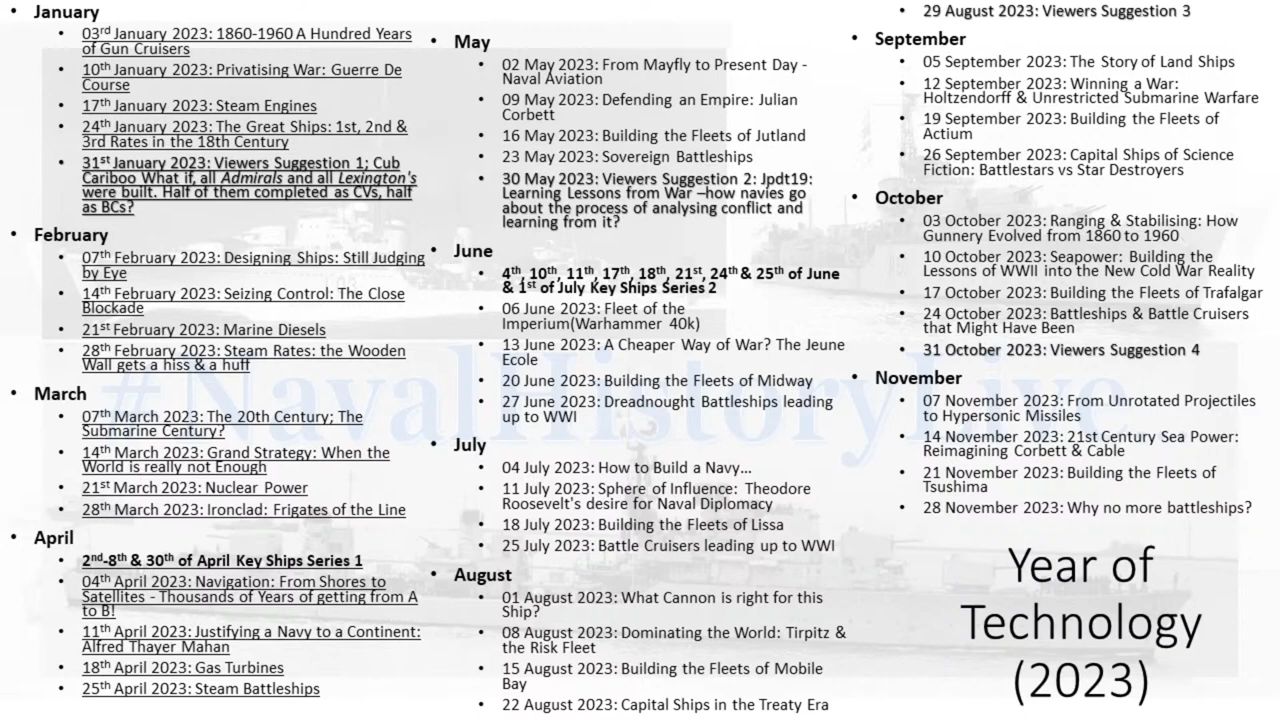 January
03rd January 2023: 1860-1960 A Hundred Years
of Gun Cruisers
10th January 2023: Privatising War: Guerre De
Course
17th January 2023: Steam Engines
24th January 2023: The Great Ships: 1st, 2nd &
3rd Rates in the 18th Century
31st January 2023: Viewers Suggestion 1; Cub
Cariboo What if, all Admirals and all Lexington's
were built. Half of them completed as CVs, half
as BCs?
February
07th February 2023: Designing Ships: Still Judging
by Eye
14th February 2023: Seizing Control: The Close
Blockade
21st February 2023: Marine Diesels
28th February 2023: Steam Rates: the Wooden
Wall gets a hiss & a huff
March
07th March 2023: The 20th Century; The
Submarine Century?
14th March 2023: Grand Strategy: When the
World is really not Enough
21st March 2023: Nuclear Power
28th March 2023: Ironclad: Frigates of the Line
April
2nd-8th & 30th of April Key Ships Series 1
04th April 2023: Navigation: From Shores to
Satellites - Thousands of Years of getting from A
to B!
11th April 2023: Justifying a Navy to a Continent:
Alfred Thayer Mahan
18th April 2023: Gas Turbines
25th April 2023: Steam Battleships
May
02 May 2023: From Mayfly to Present Day -
Naval Aviation
09 May 2023: Defending an Empire: Julian
Corbett
16 May 2023: Building the Fleets of Jutland
23 May 2023: Sovereign Battleships
30 May 2023: Viewers Suggestion 2: Jpdt19:
Learning Lessons from War –how navies go
about the process of analysing conflict and
learning from it?
June
4th, 10th, 11th, 17th, 18th, 21st, 24th & 25th of June
& 1st of July Key Ships Series 2
06 June 2023: Fleet of the
Imperium(Warhammer 40k)
13 June 2023: A Cheaper Way of War? The Jeune
Ecole
20 June 2023: Building the Fleets of Midway
27 June 2023: Dreadnought Battleships leading
up to WWI
July
04 July 2023: How to Build a Navy...
11 July 2023: Sphere of Influence: Theodore
Roosevelt's desire for Naval Diplomacy
18 July 2023: Building the Fleets of Lissa
25 July 2023: Battle Cruisers leading up to WWI
August
01 August 2023: What Cannon is right for this
Ship?
08 August 2023: Dominating the World: Tirpitz &
the Risk Fleet
15 August 2023: Building the Fleets of Mobile
Bay
22 August 2023: Capital Ships in the Treaty Era
29 August 2023: Viewers Suggestion 3
September
05 September 2023: The Story of Land Ships
12 September 2023: Winning a War:
Holtzendorff & Unrestricted Submarine Warfare
19 September 2023: Building the Fleets of
Actium
26 September 2023: Capital Ships of Science
Fiction: Battlestars vs Star Destroyers
October
03 October 2023: Ranging & Stabilising: How
Gunnery Evolved from 1860 to 1960
10 October 2023: Seapower: Building the
Lessons of WWII into the New Cold War Reality
17 October 2023: Building the Fleets of Trafalgar
24 October 2023: Battleships & Battle Cruisers
that Might Have Been
31 October 2023: Viewers Suggestion 4
November
07 November 2023: From Unrotated Projectiles
to Hypersonic Missiles
14 November 2023: 21st Century Sea Power:
Reimagining Corbett & Cable
21 November 2023: Building the Fleets of
Tsushima
28 November 2023: Why no more battleships?
Year of
Technology
(2023)
#NavalHistoryLive